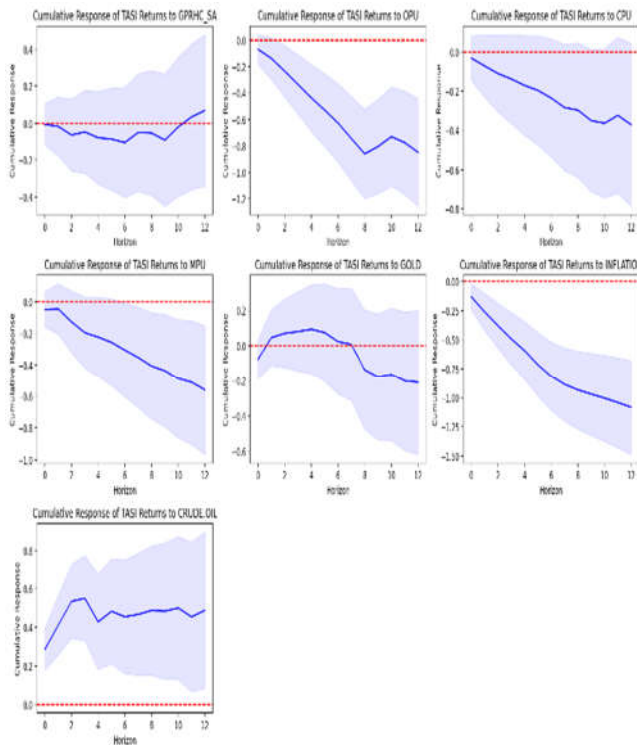 Cumulative Response of TASI Returns to GPRHC_SA
Cumulative Response of TASI Returns to OPU
Cumulative Response of TASI Returns to CPU
Cumulative Response
0.4
0.2
0.0
−0.2
−0.4
0 2 4 6 8 10 12
Horizon
Cumulative Response
0.0
−0.2
−0.4
−0.6
−0.8
−1.0
−1.2
0 2 4 6 8 10 12
Horizon
Cumulative Response
0.0
−0.2
−0.4
−0.6
−0.8
0 2 4 6 8 10 12
Horizon
Cumulative Response of TASI Returns to MPU
Cumulative Response of TASI Returns to GOLD
Cumulative Response of TASI Returns to INFLATIO
Cumulative Response
0.0
−0.2
−0.4
−0.6
−0.8
−1.0
0 2 4 6 8 10 12
Horizon
Cumulative Response
0.2
0.0
−0.2
−0.4
−0.6
0 2 4 6 8 10 12
Horizon
Cumulative Response
0.00
−0.25
−0.50
−0.75
−1.00
−1.25
−1.50
0 2 4 6 8 10 12
Horizon
Cumulative Response of TASI Returns to CRUDE.OIL
Cumulative Response
0.8
0.6
0.4
0.2
0.0
0 2 4 6 8 10 12
Horizon